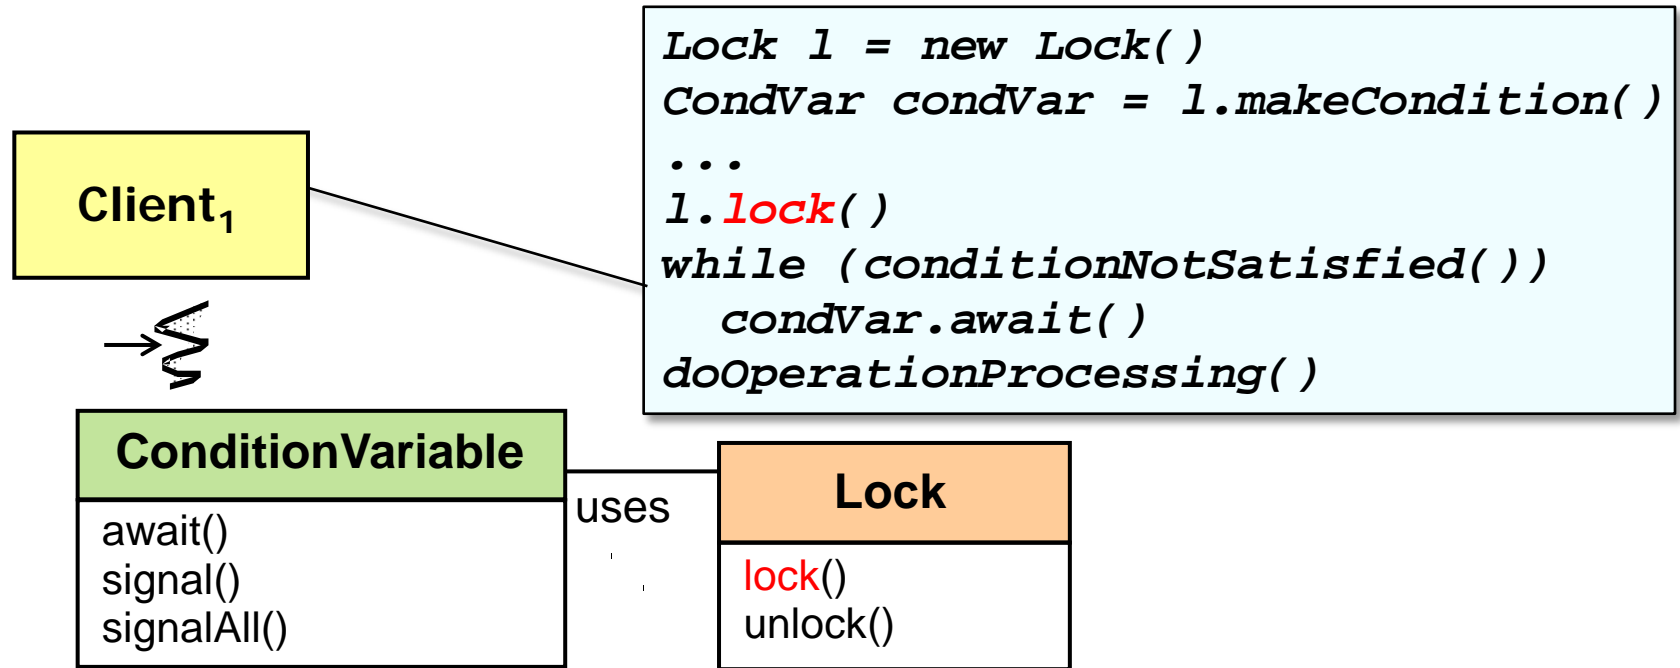 Lock l = new Lock()
CondVar condVar = l.makeCondition()
...
l.lock()
while (conditionNotSatisfied())
condVar.await()
doOperationProcessing()
Client₁
ConditionVariable
await()
signal()
signalAll()
uses
Lock
lock()
unlock()